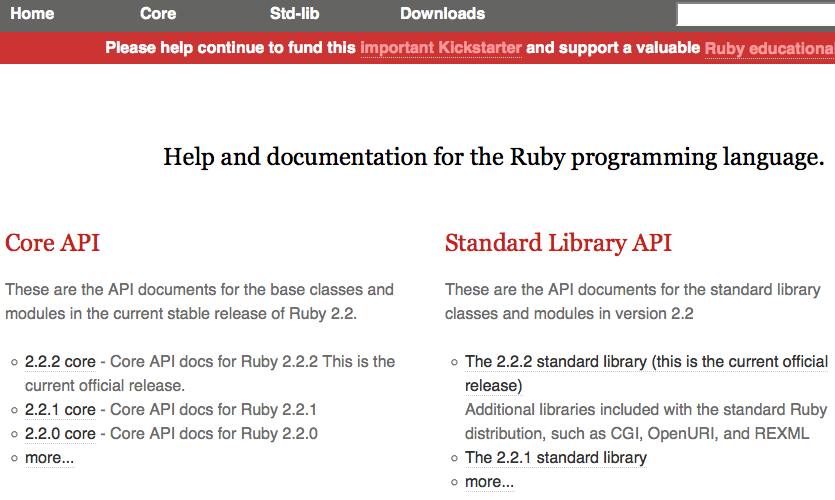 Home Core Std-lib Downloads
Please help continue to fund this important Kickstarter and support a valuable Ruby educational
Help and documentation for the Ruby programming language.
Core API
These are the API documents for the base classes and
modules in the current stable release of Ruby 2.2.
2.2.2 core - Core API docs for Ruby 2.2.2 This is the
current official release.
2.2.1 core - Core API docs for Ruby 2.2.1
2.2.0 core - Core API docs for Ruby 2.2.0
more...
Standard Library API
These are the API documents for the standard library
classes and modules in version 2.2
The 2.2.2 standard library (this is the current official
release)
Additional libraries included with the standard Ruby
distribution, such as CGI, OpenURI, and REXML
The 2.2.1 standard library
more...